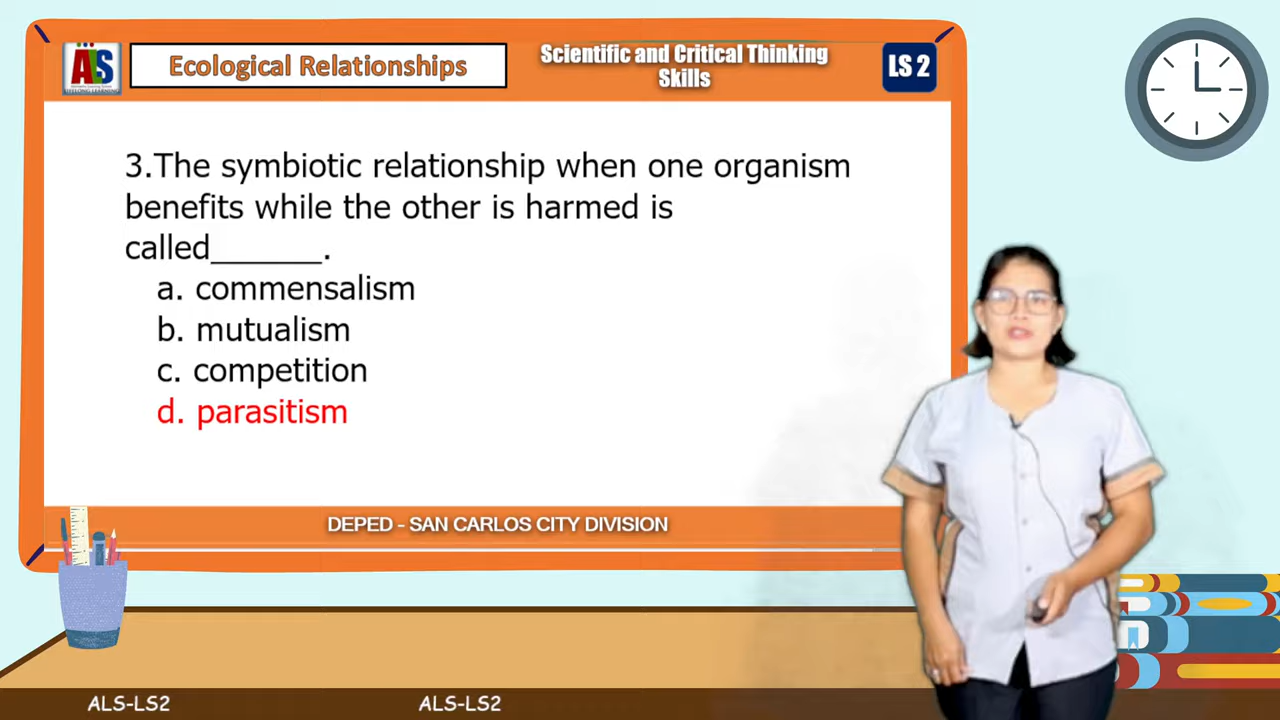 ALS
Ecological Relationships
Scientific and Critical Thinking
Skills
LS 2
3.The symbiotic relationship when one organism
benefits while the other is harmed is
called______.
a. commensalism
b. mutualism
c. competition
d. parasitism
DEPED - SAN CARLOS CITY DIVISION
ALS-LS2
ALS-LS2